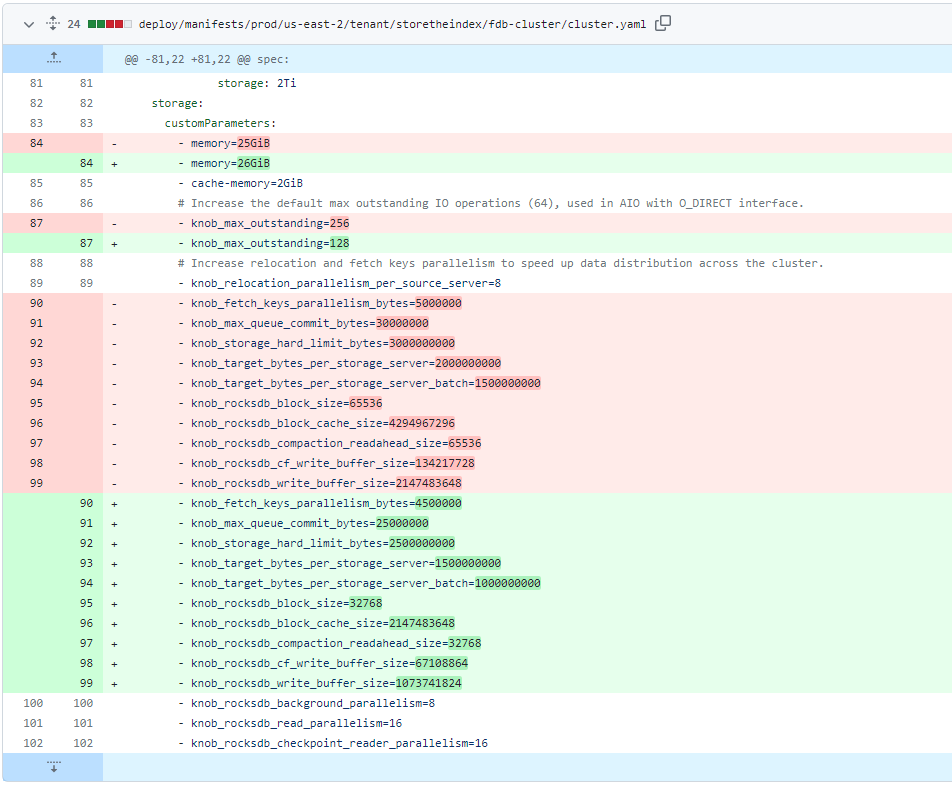 24 deploy/manifests/prod/us-east-2/tenant/storetheindex/fdb-cluster/cluster.yaml
@@ -81,22 +81,22 @@ spec:
81 81 storage: 2Ti
82 82 storage:
83 83 customParameters:
84 - - memory=25GiB
84 + - memory=26GiB
85 85 - cache-memory=2GiB
86 86 # Increase the default max outstanding IO operations (64), used in AIO with O_DIRECT interface.
87 - - knob_max_outstanding=256
87 + - knob_max_outstanding=128
88 88 # Increase relocation and fetch keys parallelism to speed up data distribution across the cluster.
89 89 - knob_relocation_parallelism_per_source_server=8
90 - - knob_fetch_keys_parallelism_bytes=5000000
91 - - knob_max_queue_commit_bytes=30000000
92 - - knob_storage_hard_limit_bytes=3000000000
93 - - knob_target_bytes_per_storage_server=2000000000
94 - - knob_target_bytes_per_storage_server_batch=1500000000
95 - - knob_rocksdb_block_size=65536
96 - - knob_rocksdb_block_cache_size=4294967296
97 - - knob_rocksdb_compaction_readahead_size=65536
98 - - knob_rocksdb_cf_write_buffer_size=134217728
99 - - knob_rocksdb_write_buffer_size=2147483648
90 + - knob_fetch_keys_parallelism_bytes=4500000
91 + - knob_max_queue_commit_bytes=25000000
92 + - knob_storage_hard_limit_bytes=2500000000
93 + - knob_target_bytes_per_storage_server=1500000000
94 + - knob_target_bytes_per_storage_server_batch=1000000000
95 + - knob_rocksdb_block_size=32768
96 + - knob_rocksdb_block_cache_size=2147483648
97 + - knob_rocksdb_compaction_readahead_size=32768
98 + - knob_rocksdb_cf_write_buffer_size=67108864
99 + - knob_rocksdb_write_buffer_size=1073741824
100 100 - knob_rocksdb_background_parallelism=8
101 101 - knob_rocksdb_read_parallelism=16
102 102 - knob_rocksdb_checkpoint_reader_parallelism=16